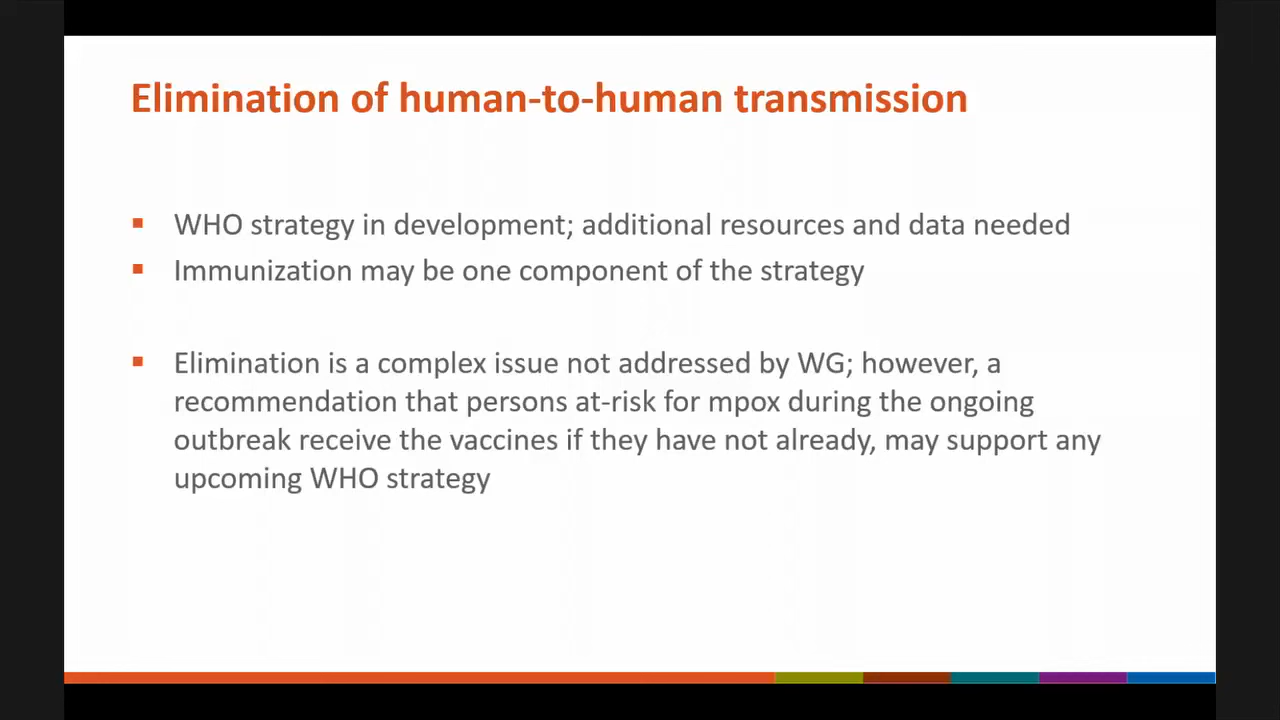 Elimination of human-to-human transmission
WHO strategy in development; additional resources and data needed
Immunization may be one component of the strategy
Elimination is a complex issue not addressed by WG; however, a
recommendation that persons at-risk for mpox during the ongoing
outbreak receive the vaccines if they have not already, may support any
upcoming WHO strategy